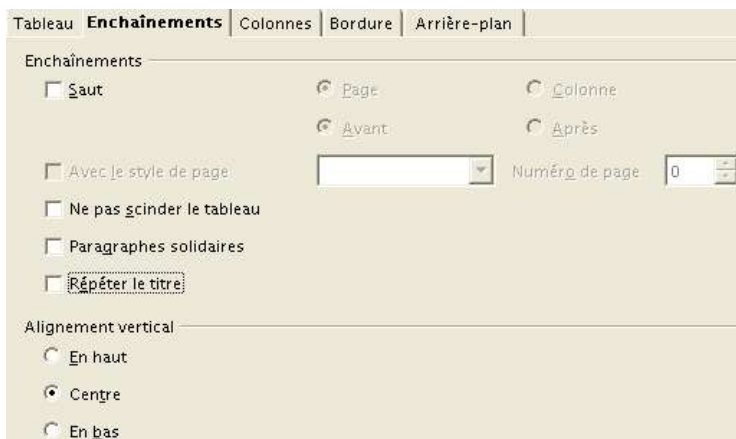 Tableau Enchaînements Colonnes Bordure Arrière-plan
Enchaînements
Saut Page Colonne
Avant Après
Avec le style de page Numéro de page 0
Ne pas scinder le tableau
Paragraphes solidaires
Répéter le titre
Alignement vertical
En haut
Centre
En bas